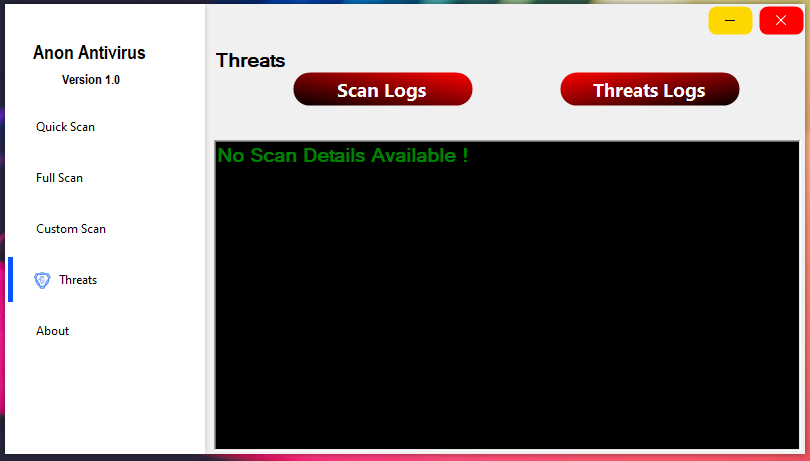 Anon Antivirus
Version 1.0
Quick Scan
Full Scan
Custom Scan
Threats
About
Threats
Scan Logs
Threats Logs
No Scan Details Available !